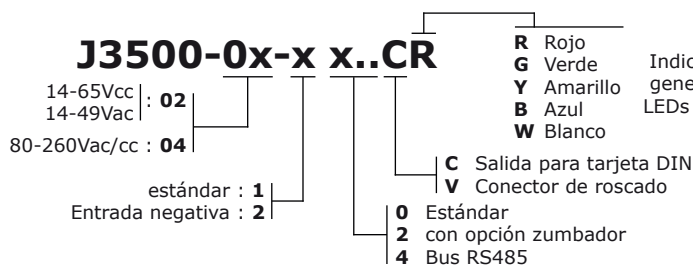 J3500-0x-x x..CR
R Rojo
G Verde
Y Amarillo
B Azul
W Blanco
LEDs
14-65Vcc
14-49Vac : 02
80-260Vac/cc : 04
C Salida para tarjeta DIN
V Conector de roscado
estándar : 1
Entrada negativa : 2
0 Estándar
2 con opción zumbador
4 Bus RS485